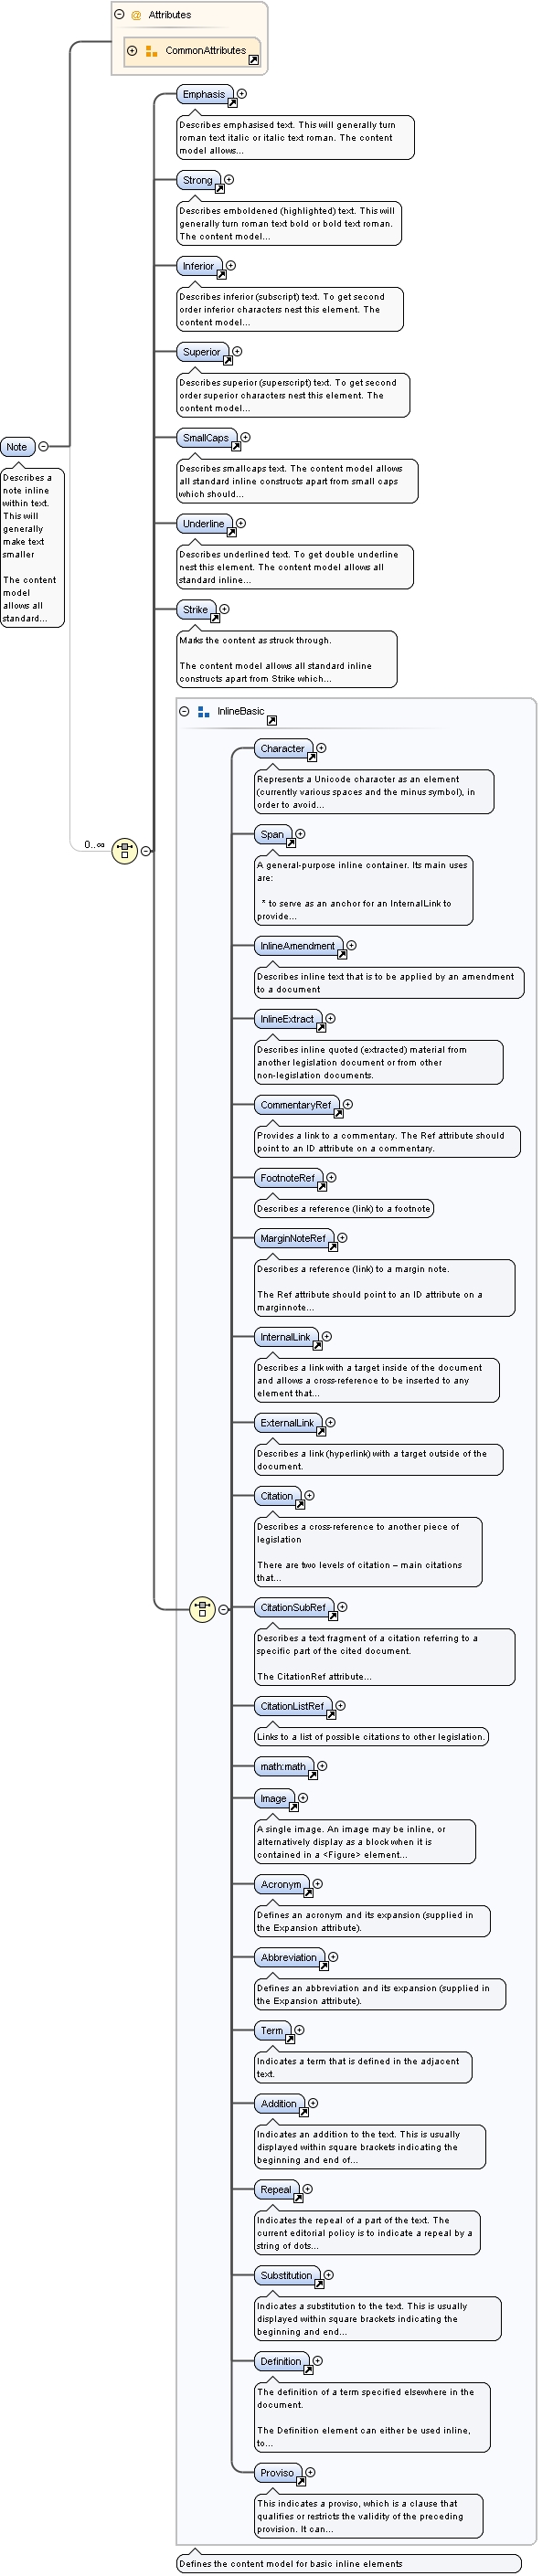 @ Attributes
CommonAttributes
Emphasis
Describes emphasised text. This will generally turn
roman text italic or italic text roman. The content
model allows...
Strong
Describes emboldened (highlighted) text. This will
generally turn roman text bold or bold text roman.
The content model...
Inferior
Describes inferior (subscript) text. To get second
order inferior characters nest this element. The
content model...
Superior
Describes superior (superscript) text. To get second
order superior characters nest this element. The
content model...
Note
Describes a
note inline
within text.
This will
generally
make text
smaller
The content
model
allows all
standard...
SmallCaps
Describes smallcaps text. The content model allows
all standard inline constructs apart from small caps
which should...
Underline
Describes underlined text. To get double underline
nest this element. The content model allows all
standard inline...
Strike
Marks the content as struck through.
The content model allows all standard inline
constructs apart from Strike which...
0..∞
InlineBasic
Character
Represents a Unicode character as an element
(currently various spaces and the minus symbol), in
order to avoid...
Span
A general-purpose inline container. Its main uses
are:
* to serve as an anchor for an InternalLink to
provide...
InlineAmendment
Describes inline text that is to be applied by an amendment
to a document
InlineExtract
Describes inline quoted (extracted) material from
another legislation document or from other
non-legislation documents.
CommentaryRef
Provides a link to a commentary. The Ref attribute should
point to an ID attribute on a commentary.
FootnoteRef
Describes a reference (link) to a footnote
MarginNoteRef
Describes a reference (link) to a margin note.
The Ref attribute should point to an ID attribute on a
marginnote...
InternalLink
Describes a link with a target inside of the document
and allows a cross-reference to be inserted to any
element that...
ExternalLink
Describes a link (hyperlink) with a target outside of the
document.
Citation
Describes a cross-reference to another piece of
legislation
There are two levels of citation – main citations
that...
CitationSubRef
Describes a text fragment of a citation referring to a
specific part of the cited document.
The CitationRef attribute...
CitationListRef
Links to a list of possible citations to other legislation.
math:math
Image
A single image. An image may be inline, or
alternatively display as a block when it is
contained in a <Figure> element...
Acronym
Defines an acronym and its expansion (supplied in
the Expansion attribute).
Abbreviation
Defines an abbreviation and its expansion (supplied in
the Expansion attribute).
Term
Indicates a term that is defined in the adjacent
text.
Addition
Indicates an addition to the text. This is usually
displayed within square brackets indicating the
beginning and end of...
Repeal
Indicates the repeal of a part of the text. The
current editorial policy is to indicate a repeal by a
string of dots...
Substitution
Indicates a substitution to the text. This is usually
displayed within square brackets indicating the
beginning and end...
Definition
The definition of a term specified elsewhere in the
document.
The Definition element can either be used inline,
to...
Proviso
This indicates a proviso, which is a clause that
qualifies or restricts the validity of the preceding
provision. It can...
Defines the content model for basic inline elements